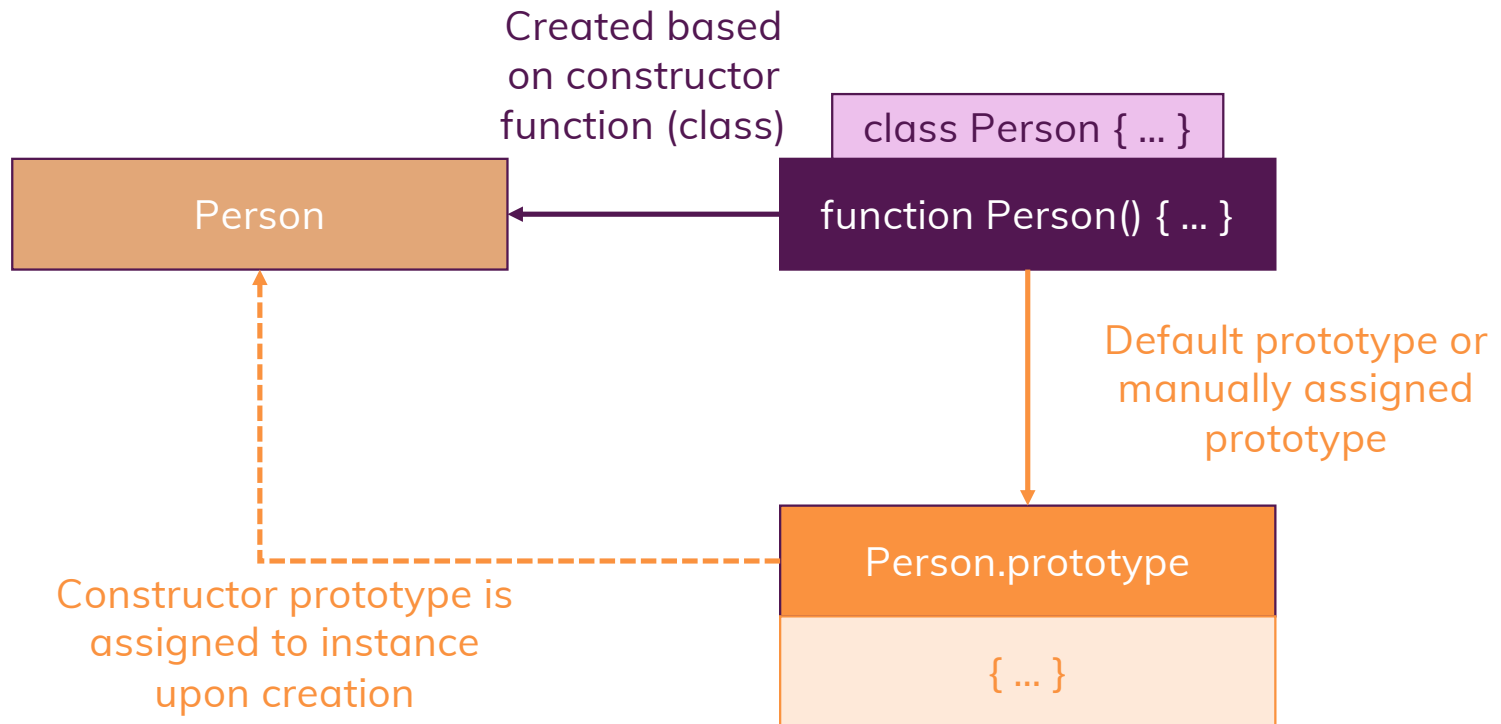 Created based
on constructor
function (class)
class Person { ... }
Person
function Person() { ... }
Default prototype or
manually assigned
prototype
Person.prototype
Constructor prototype is
assigned to instance
upon creation
{ ... }